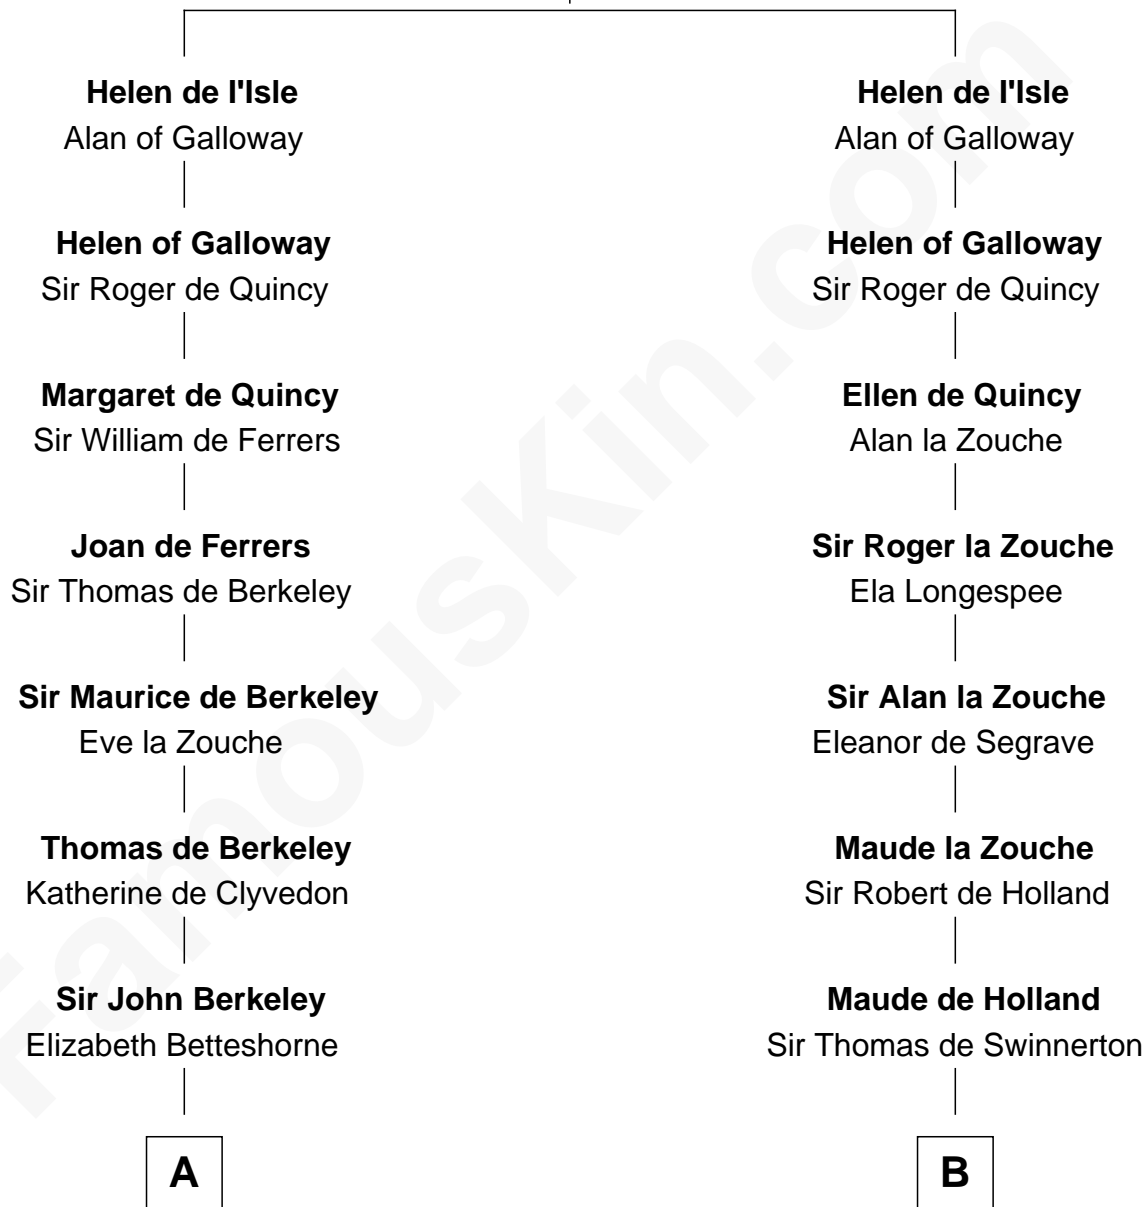 Helen de l'Isle
Alan of Galloway
Helen of Galloway
Sir Roger de Quincy
Margaret de Quincy
Sir William de Ferrers
Joan de Ferrers
Sir Thomas de Berkeley
Sir Maurice de Berkeley
Eve la Zouche
Thomas de Berkeley
Katherine de Clyvedon
Sir John Berkeley
Elizabeth Betteshorne
A
Helen de l'Isle
Alan of Galloway
Helen of Galloway
Sir Roger de Quincy
Ellen de Quincy
Alan la Zouche
Sir Roger la Zouche
Ela Longespee
Sir Alan la Zouche
Eleanor de Segrave
Maude la Zouche
Sir Robert de Holland
Maude de Holland
Sir Thomas de Swinnerton
B
FamousKin.com